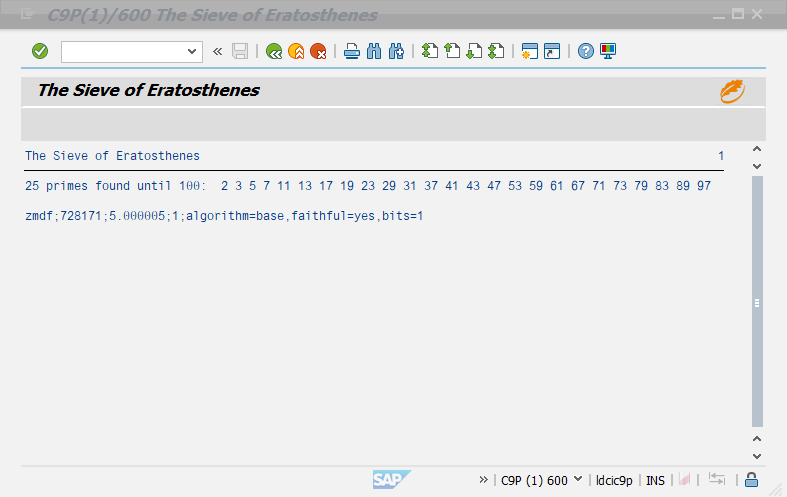 C9P(1)/600 The Sieve of Eratosthenes
The Sieve of Eratosthenes
The Sieve of Eratosthenes 1
25 primes found until 100: 2 3 5 7 11 13 17 19 23 29 31 37 41 43 47 53 59 61 67 71 73 79 83 89 97
zmdf;728171;5.000005;1;algorithm=base,faithful=yes,bits=1
SAP C9P (1) 600 ldcic9p INS